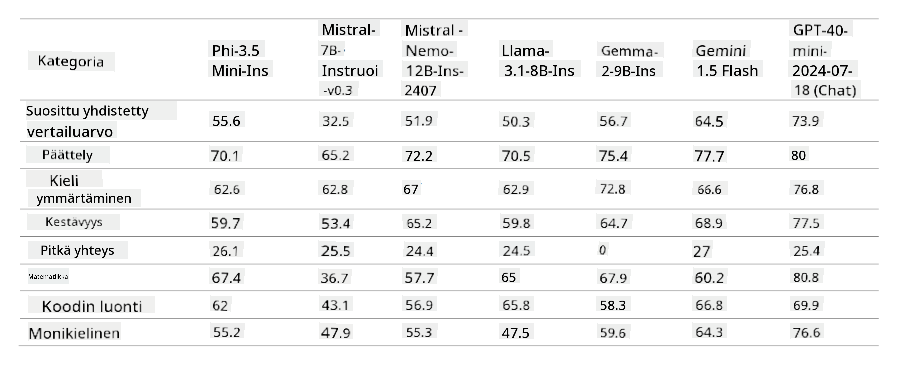 Kategoria
Phi-3.5
Mini-Ins
Mistral-
7B-
Instruoi
-v0.3
Mistral -
Nemo-
12B-Ins-
2407
Llama-
3.1-8B-Ins
Gemma-
2-9B-Ins
Gemini
1.5 Flash
GPT-40-
mini-
2024-07-
18 (Chat)
Suosittu yhdistetty
vertailuarvo
55.6 32.5 51.9 50.3 56.7 64.5 73.9
Päättely 70.1 65.2 72.2 70.5 75.4 77.7 80
Kieli
ymmärtäminen
62.6 62.8 67 62.9 72.8 66.6 76.8
Kestävyys 59.7 53.4 65.2 59.8 64.7 68.9 77.5
Pitkä yhteys 26.1 25.5 24.4 24.5 0 27 25.4
Matematiikka 67.4 36.7 57.7 65 67.9 60.2 80.8
Koodin luonti 62 43.1 56.9 65.8 58.3 66.8 69.9
Monikielinen 55.2 47.9 55.3 47.5 59.6 64.3 76.6